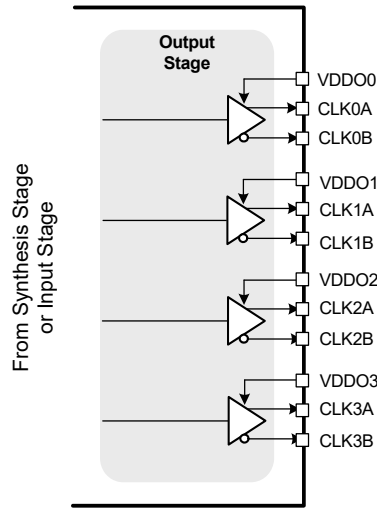 Output
Stage
From Synthesis Stage
or Input Stage
VDDO0
CLK0A
CLK0B
VDDO1
CLK1A
CLK1B
VDDO2
CLK2A
CLK2B
VDDO3
CLK3A
CLK3B